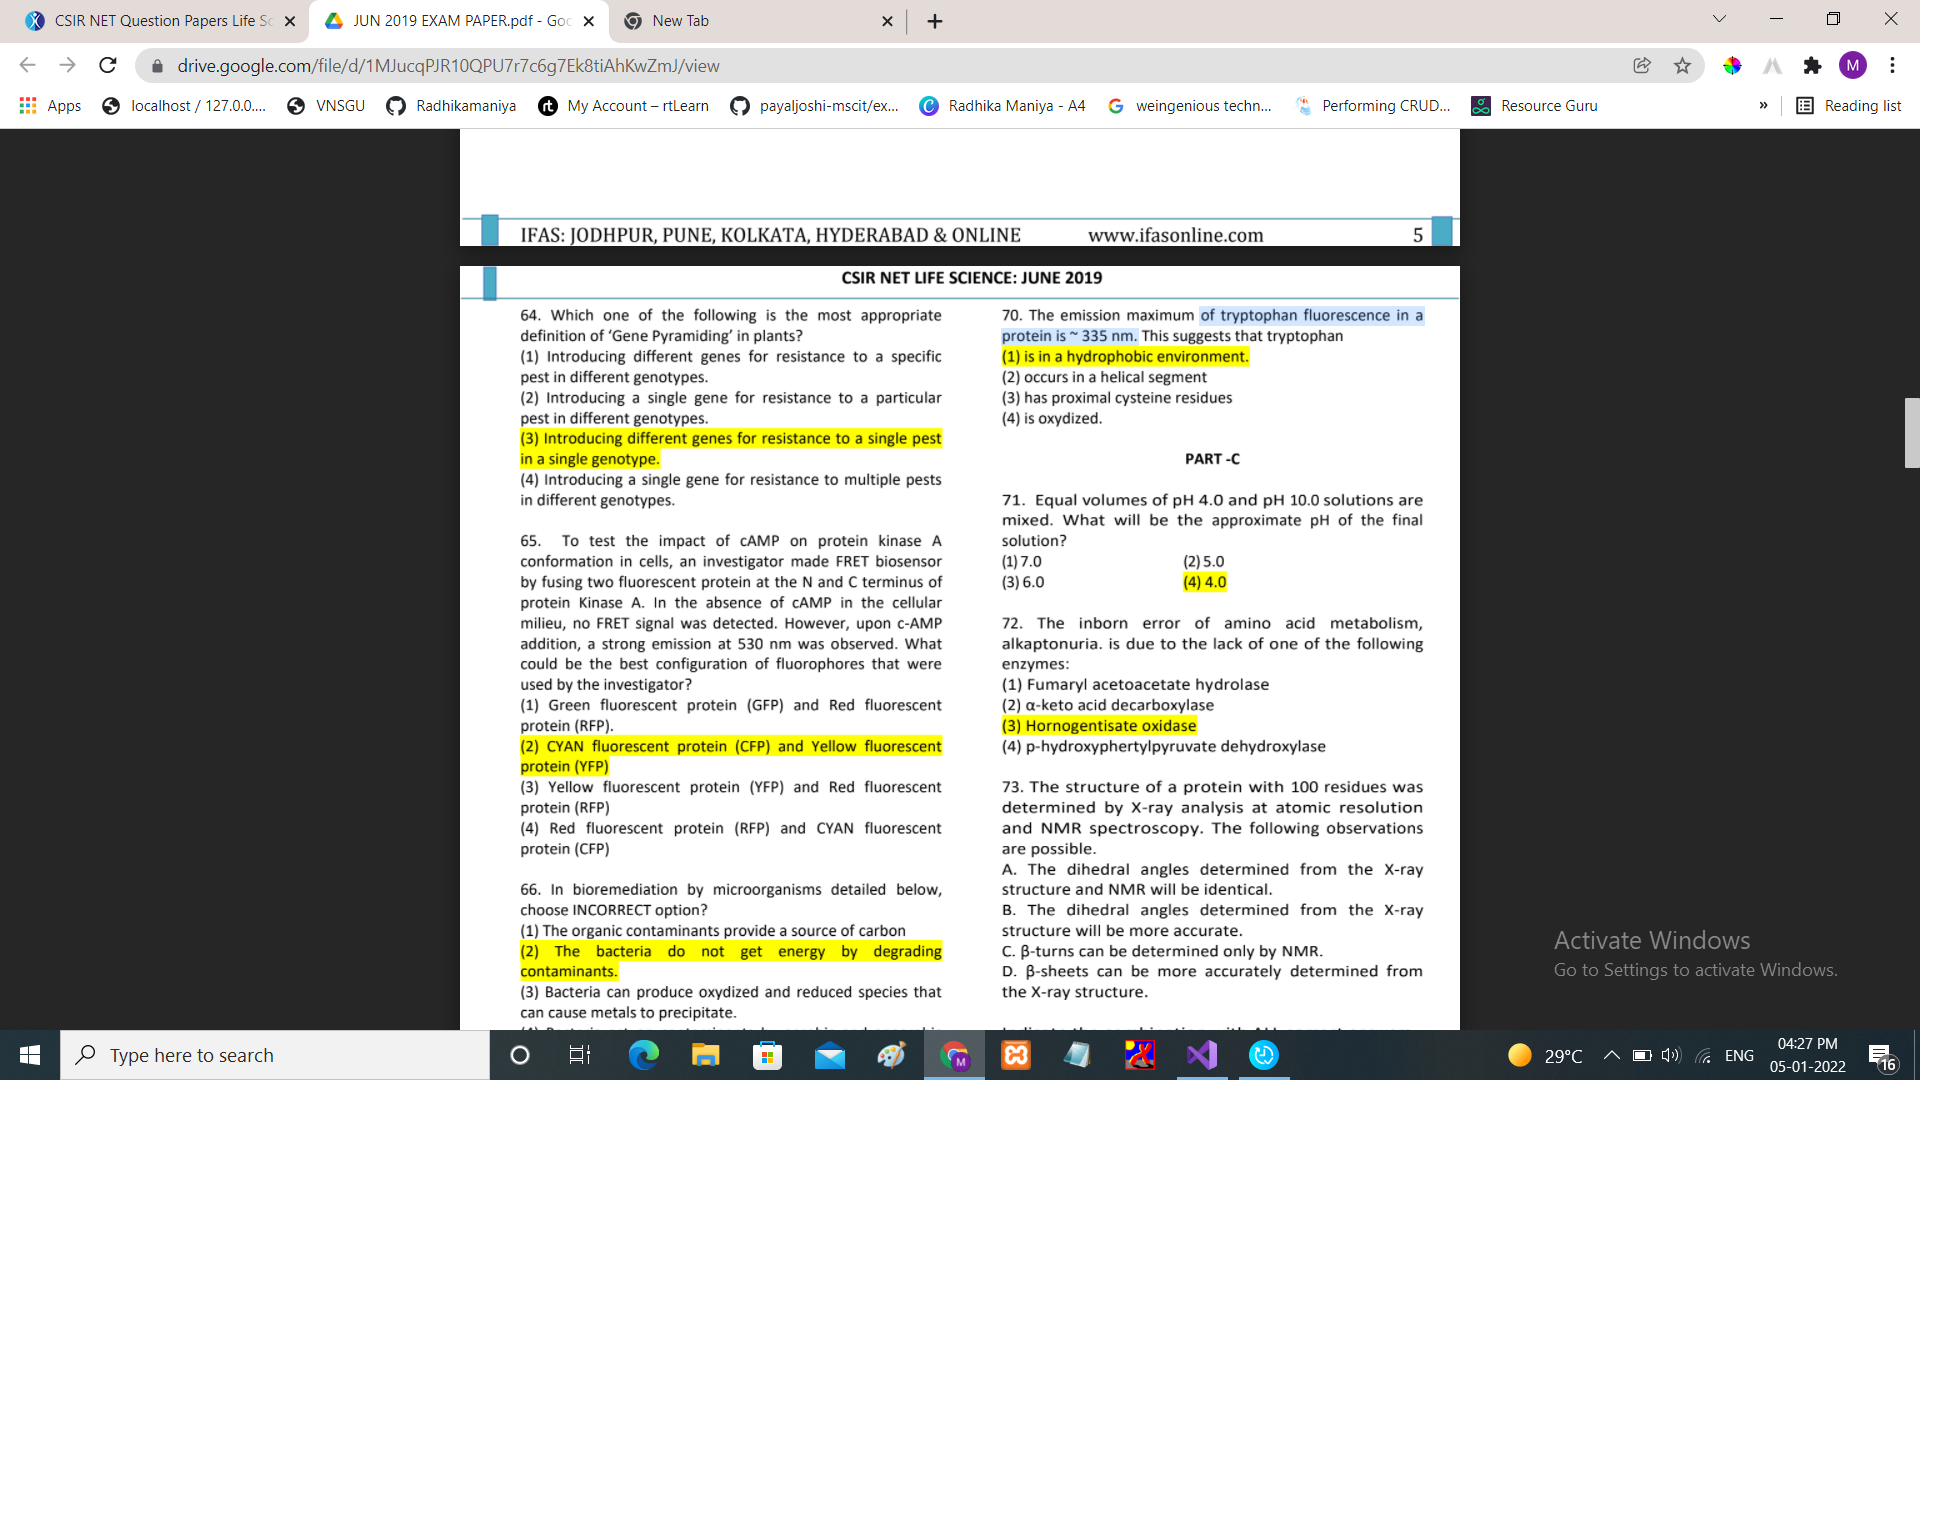 CSIR NET Question Papers Life Sc
JUN 2019 EXAM PAPER.pdf - Goo
New Tab
drive.google.com/file/d/1MJucqPJR10QPU7r7c6g7Ek8tiAhKwZmJ/view
M
Apps
localhost / 127.0.0....
VNSGU
Radhikamaniya
rt
My Account – rtLearn
payaljoshi-mscit/ex...
Radhika Maniya - A4
weingenious techn...
Performing CRUD...
Resource Guru
»
Reading list
IFAS: JODHPUR, PUNE, KOLKATA, HYDERABAD & ONLINE www.ifasonline.com 5
CSIR NET LIFE SCIENCE: JUNE 2019
64. Which one of the following is the most appropriate
definition of ‘Gene Pyramiding’ in plants?
(1) Introducing different genes for resistance to a specific
pest in different genotypes.
(2) Introducing a single gene for resistance to a particular
pest in different genotypes.
(3) Introducing different genes for resistance to a single pest
in a single genotype.
(4) Introducing a single gene for resistance to multiple pests
in different genotypes.
65. To test the impact of cAMP on protein kinase A
conformation in cells, an investigator made FRET biosensor
by fusing two fluorescent protein at the N and C terminus of
protein Kinase A. In the absence of cAMP in the cellular
milieu, no FRET signal was detected. However, upon c-AMP
addition, a strong emission at 530 nm was observed. What
could be the best configuration of fluorophores that were
used by the investigator?
(1) Green fluorescent protein (GFP) and Red fluorescent
protein (RFP).
(2) CYAN fluorescent protein (CFP) and Yellow fluorescent
protein (YFP)
(3) Yellow fluorescent protein (YFP) and Red fluorescent
protein (RFP)
(4) Red fluorescent protein (RFP) and CYAN fluorescent
protein (CFP)
66. In bioremediation by microorganisms detailed below,
choose INCORRECT option?
(1) The organic contaminants provide a source of carbon
(2) The bacteria do not get energy by degrading
contaminants.
(3) Bacteria can produce oxydized and reduced species that
can cause metals to precipitate.
70. The emission maximum of tryptophan fluorescence in a
protein is ~ 335 nm. This suggests that tryptophan
(1) is in a hydrophobic environment.
(2) occurs in a helical segment
(3) has proximal cysteine residues
(4) is oxydized.
PART -C
71. Equal volumes of pH 4.0 and pH 10.0 solutions are
mixed. What will be the approximate pH of the final
solution?
(1) 7.0 (2) 5.0
(3) 6.0 (4) 4.0
72. The inborn error of amino acid metabolism,
alkaptonuria. is due to the lack of one of the following
enzymes:
(1) Fumaryl acetoacetate hydrolase
(2) α-keto acid decarboxylase
(3) Hornogentisate oxidase
(4) p-hydroxyphertylpyruvate dehydroxylase
73. The structure of a protein with 100 residues was
determined by X-ray analysis at atomic resolution
and NMR spectroscopy. The following observations
are possible.
A. The dihedral angles determined from the X-ray
structure and NMR will be identical.
B. The dihedral angles determined from the X-ray
structure will be more accurate.
C. β-turns can be determined only by NMR.
D. β-sheets can be more accurately determined from
the X-ray structure.
Activate Windows
Go to Settings to activate Windows.
Type here to search
M
29°C
ENG
04:27 PM
05-01-2022
16